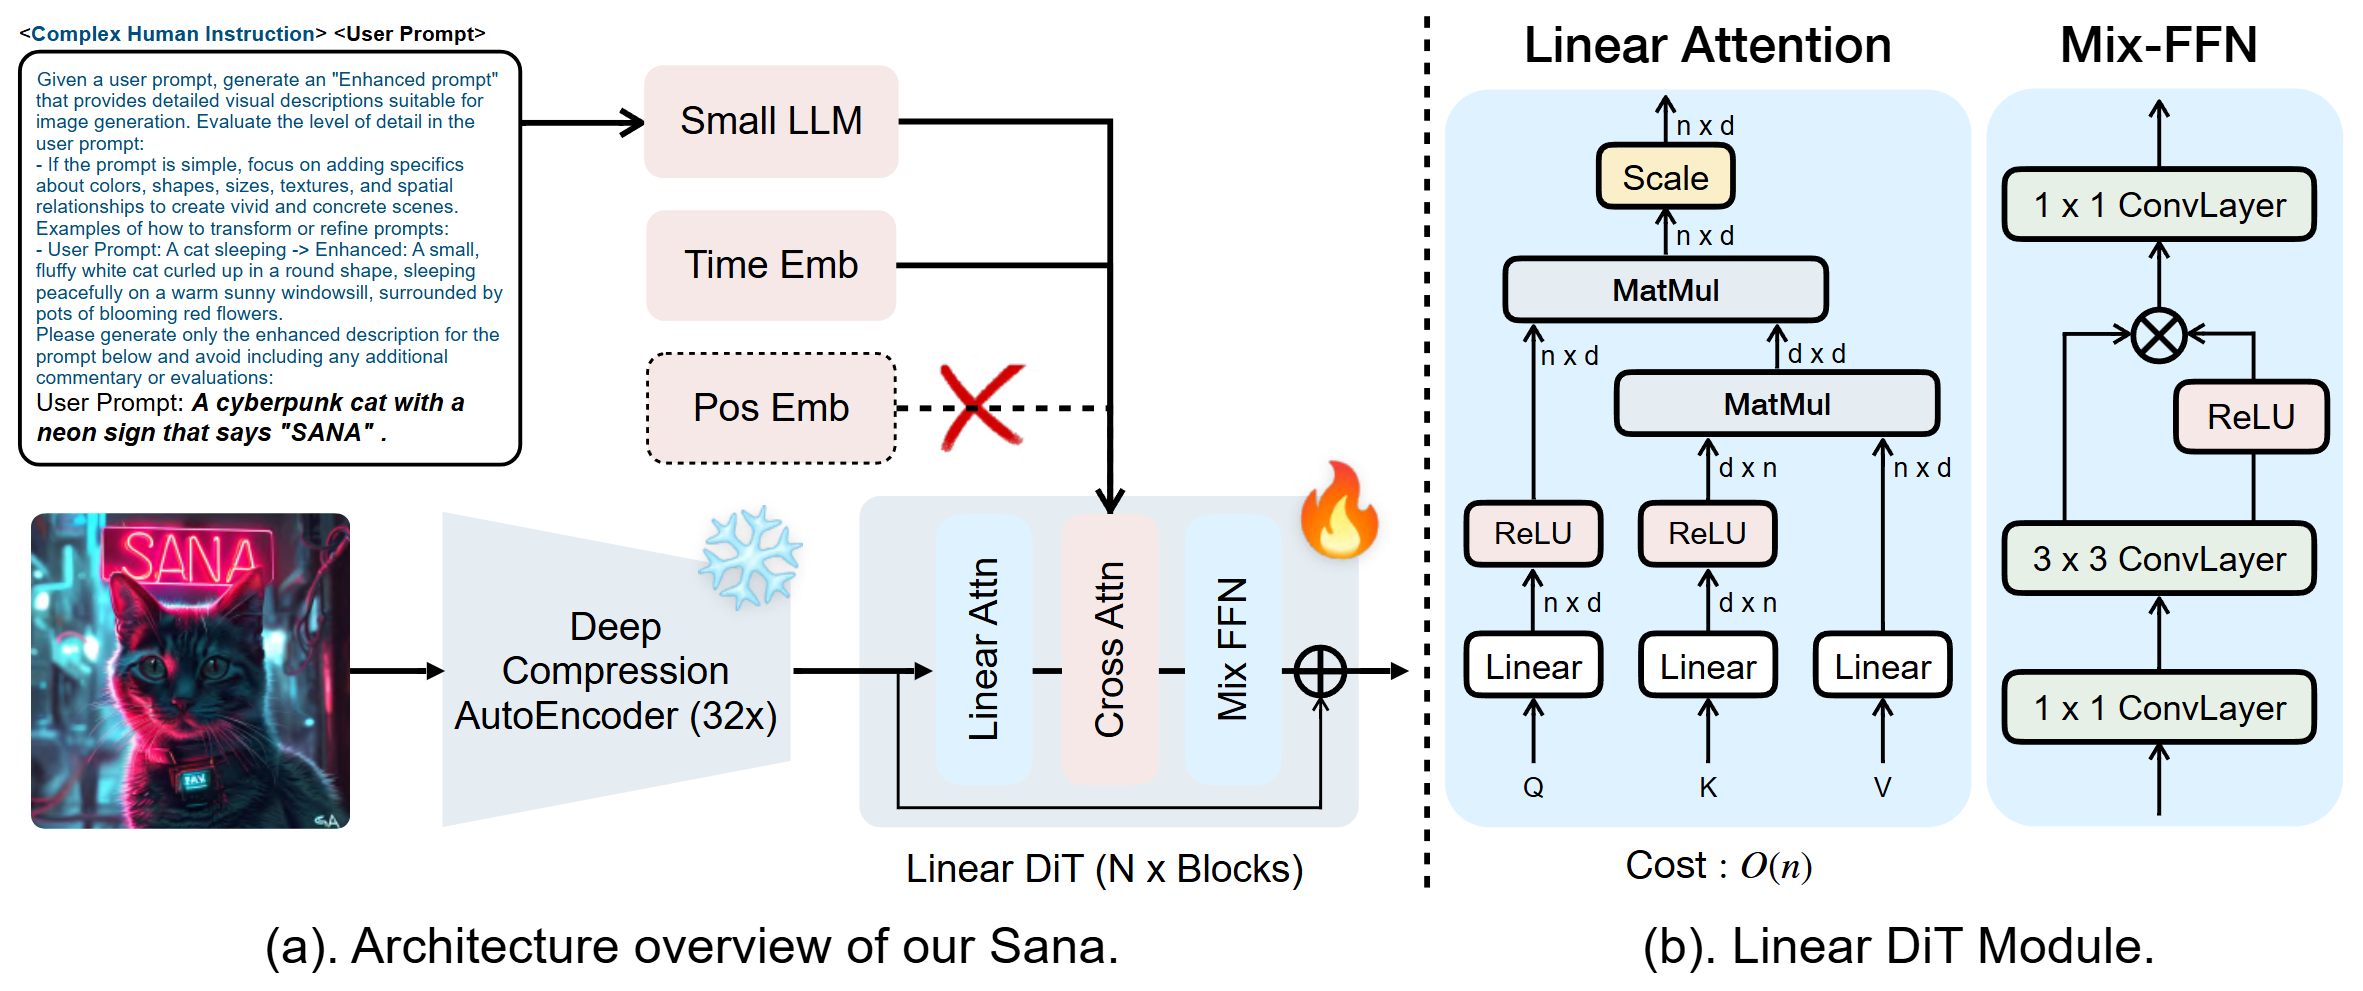 <Complex Human Instruction> <User Prompt>
Given a user prompt, generate an "Enhanced prompt"
that provides detailed visual descriptions suitable for
image generation. Evaluate the level of detail in the
user prompt:
- If the prompt is simple, focus on adding specifics
about colors, shapes, sizes, textures, and spatial
relationships to create vivid and concrete scenes.
Examples of how to transform or refine prompts:
- User Prompt: A cat sleeping -> Enhanced: A small,
fluffy white cat curled up in a round shape, sleeping
peacefully on a warm sunny windowsill, surrounded by
pots of blooming red flowers.
Please generate only the enhanced description for the
prompt below and avoid including any additional
commentary or evaluations:
User Prompt: A cyberpunk cat with a
neon sign that says "SANA" .
Small LLM
Time Emb
Pos Emb
SANA
Deep
Compression
AutoEncoder (32x)
Linear Attn
Cross Attn
Mix FFN
Linear DiT (N x Blocks)
(a). Architecture overview of our Sana.
Linear Attention
n x d
Scale
n x d
MatMul
n x d
d x d
MatMul
d x n
n x d
ReLU
ReLU
n x d
d x n
Linear
Linear
Linear
Q
K
V
Cost : O(n)
Mix-FFN
1 x 1 ConvLayer
ReLU
3 x 3 ConvLayer
1 x 1 ConvLayer
(b). Linear DiT Module.